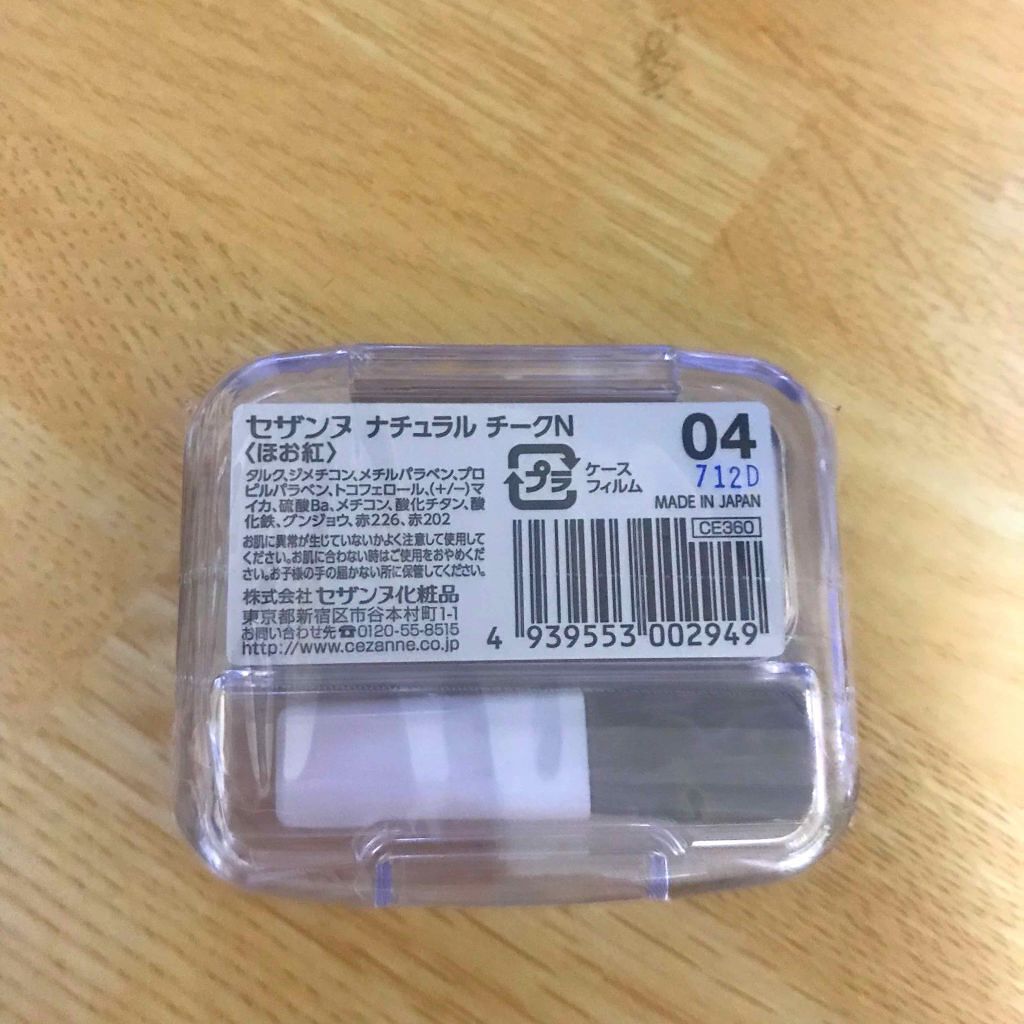 セザンヌ ナチュラル チークN
〈ほお紅〉
04
712D
MADE IN JAPAN
CE360
プラ
ケース
フィルム
タルク、ジメチコン、メチルパラベン、プロ
ピルパラベン、トコフェロール、(+/−)マ
イカ、硫酸Ba、メチコン、酸化チタン、酸
化鉄、グンジョウ、赤226、赤202
お肌に異常が生じていないかよく注意して使用して
ください。お肌に合わない時はご使用をおやめくだ
さい。お子様の手の届かない所に保管してください。
株式会社 セザンヌ化粧品
東京都新宿区市谷本村町1-1
お問い合わせ先☎0120-55-8515
http://www.cezanne.co.jp
4 939553 002949